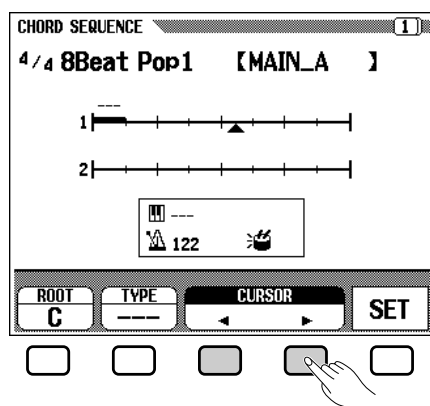 CHORD SEQUENCE 1
4/4 8Beat Pop1 【MAIN_A 】
---
1
2
---
122
ROOT TYPE CURSOR SET
C --- ◄ ►